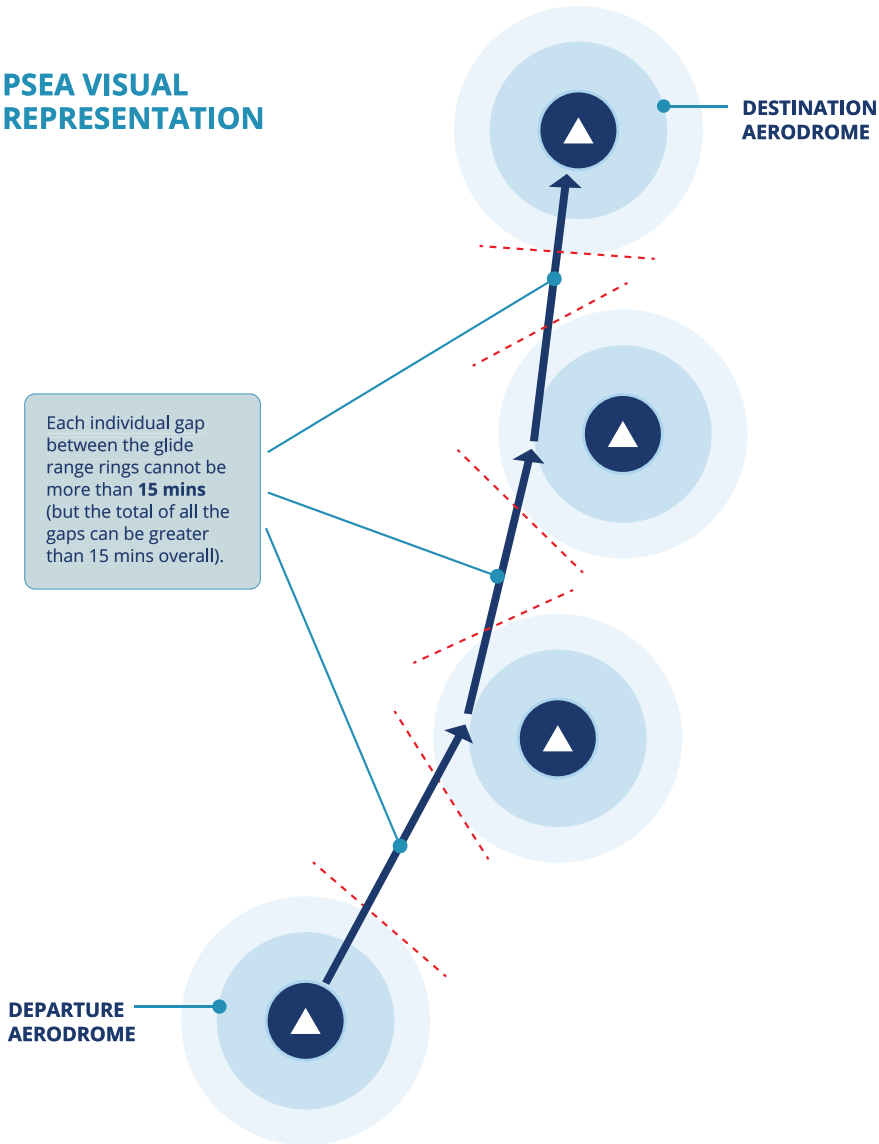 PSEA VISUAL
REPRESENTATION
DESTINATION
AERODROME
Each individual gap
between the glide
range rings cannot be
more than 15 mins
(but the total of all the
gaps can be greater
than 15 mins overall).
DEPARTURE
AERODROME